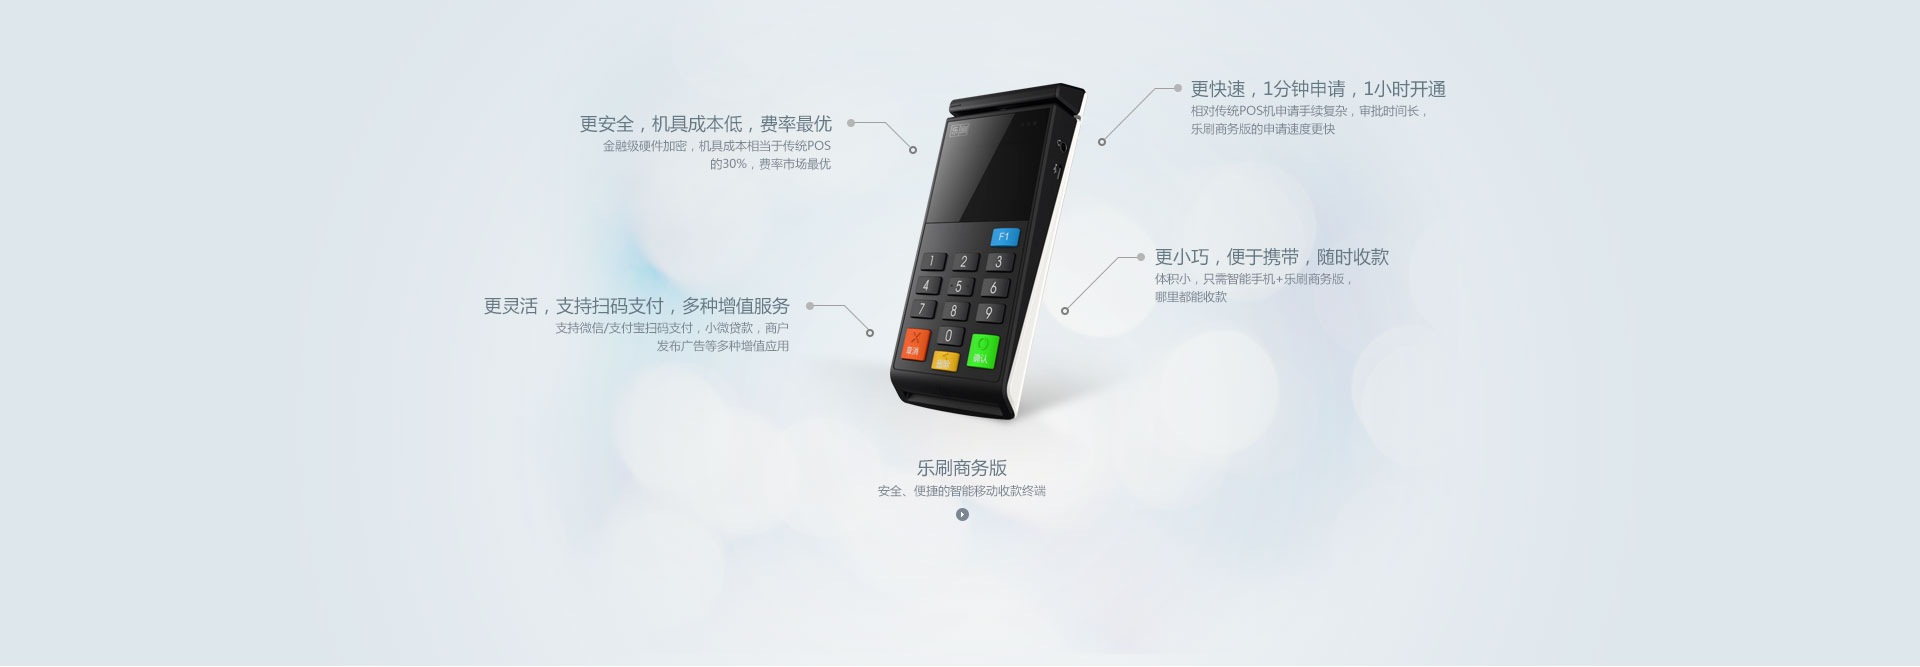 更安全，机具成本低，费率最优
金融级硬件加密，机具成本相当于传统POS
的30%，费率市场最优
更快速，1分钟申请，1小时开通
相对传统POS机申请手续复杂，审批时间长，
乐刷商务版的申请速度更快
更灵活，支持扫码支付，多种增值服务
支持微信/支付宝扫码支付，小微贷款，商户
发布广告等多种增值应用
更小巧，便于携带，随时收款
体积小，只需智能手机+乐刷商务版，
哪里都能收款
乐刷
F1
1 2 3
4 5 6
7 8 9
0
取消
确认
乐刷商务版
安全、便捷的智能移动收款终端